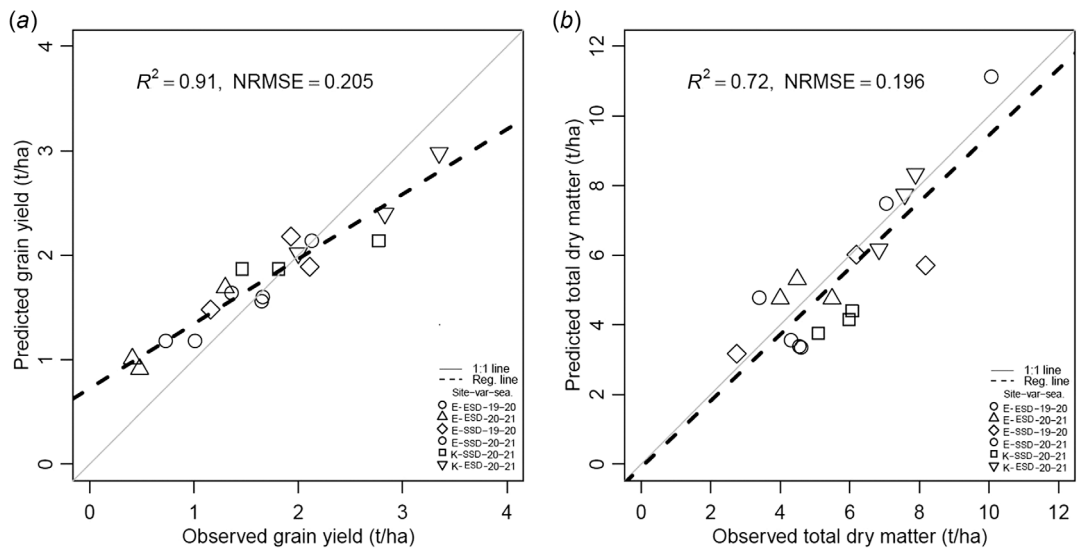 (a)
R² = 0.91, NRMSE = 0.205
Predicted grain yield (t/ha)
4
3
2
1
0
0 1 2 3 4
Observed grain yield (t/ha)
1:1 line
Reg. line
Site-var-sea.
E-ESD-19-20
E-ESD-20-21
E-SSD-19-20
E-SSD-20-21
K-SSD-20-21
K-ESD-20-21
(b)
R² = 0.72, NRMSE = 0.196
Predicted total dry matter (t/ha)
12
10
8
6
4
2
0
0 2 4 6 8 10 12
Observed total dry matter (t/ha)
1:1 line
Reg. line
Site-var-sea.
E-ESD-19-20
E-ESD-20-21
E-SSD-19-20
E-SSD-20-21
K-SSD-20-21
K-ESD-20-21